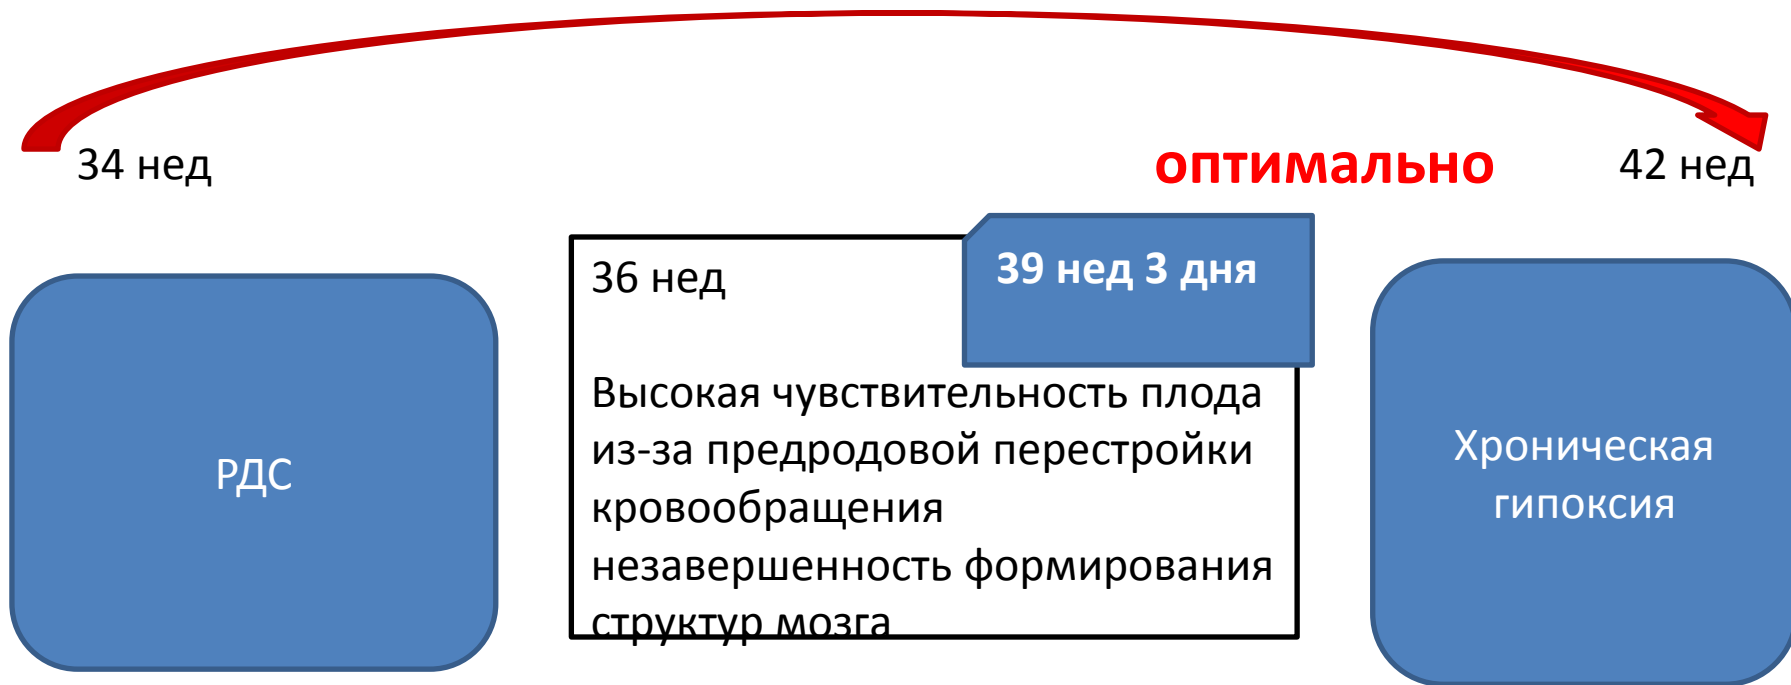 34 нед
оптимально
42 нед
РДС
36 нед
39 нед 3 дня
Высокая чувствительность плода
из-за предродовой перестройки
кровообращения
незавершенность формирования
структур мозга
Хроническая
гипоксия